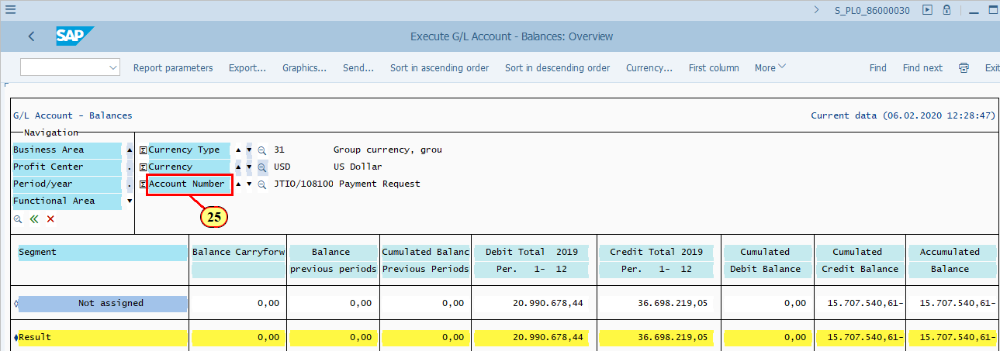 S_PL0_86000030
SAP Execute G/L Account - Balances: Overview
Report parameters Export... Graphics... Send... Sort in ascending order Sort in descending order Currency... First column More Find Find next Exit
G/L Account - Balances Current data (06.02.2020 12:28:47)
Navigation
Business Area Currency Type 31 Group currency, grou
Profit Center Currency USD US Dollar
Period/year Account Number JTIO/108100 Payment Request
Functional Area
25
Segment Balance Carryforw Balance Cumulated Balanc Debit Total 2019 Credit Total 2019 Cumulated Cumulated Accumulated
previous periods Previous Periods Per. 1- 12 Per. 1- 12 Debit Balance Credit Balance Balance
Not assigned 0,00 0,00 0,00 20.990.678,44 36.698.219,05 0,00 15.707.540,61- 15.707.540,61-
Result 0,00 0,00 0,00 20.990.678,44 36.698.219,05 0,00 15.707.540,61- 15.707.540,61-